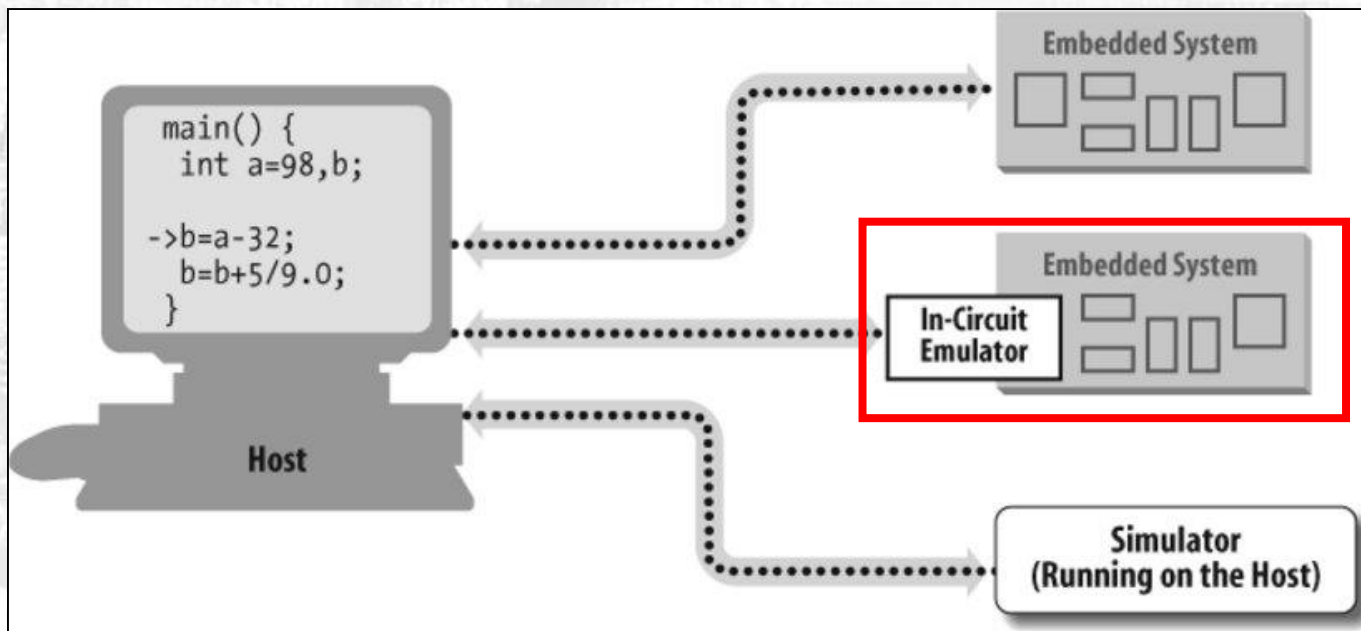 Embedded System
main() {
int a=98,b;
->b=a-32;
b=b+5/9.0;
}
Embedded System
In-Circuit
Emulator
Host
Simulator
(Running on the Host)